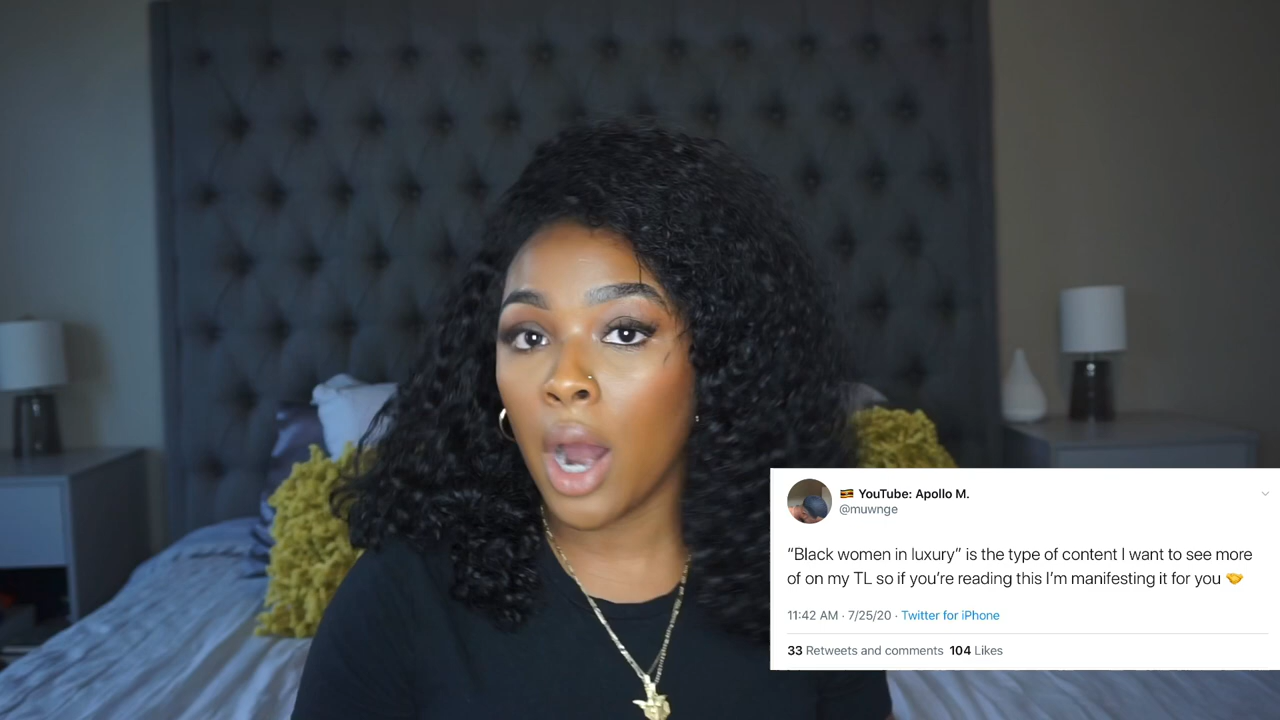 🇺🇬 YouTube: Apollo M.
@muwnge
“Black women in luxury” is the type of content I want to see more
of on my TL so if you’re reading this I’m manifesting it for you 🤝
11:42 AM · 7/25/20 · Twitter for iPhone
33 Retweets and comments 104 Likes